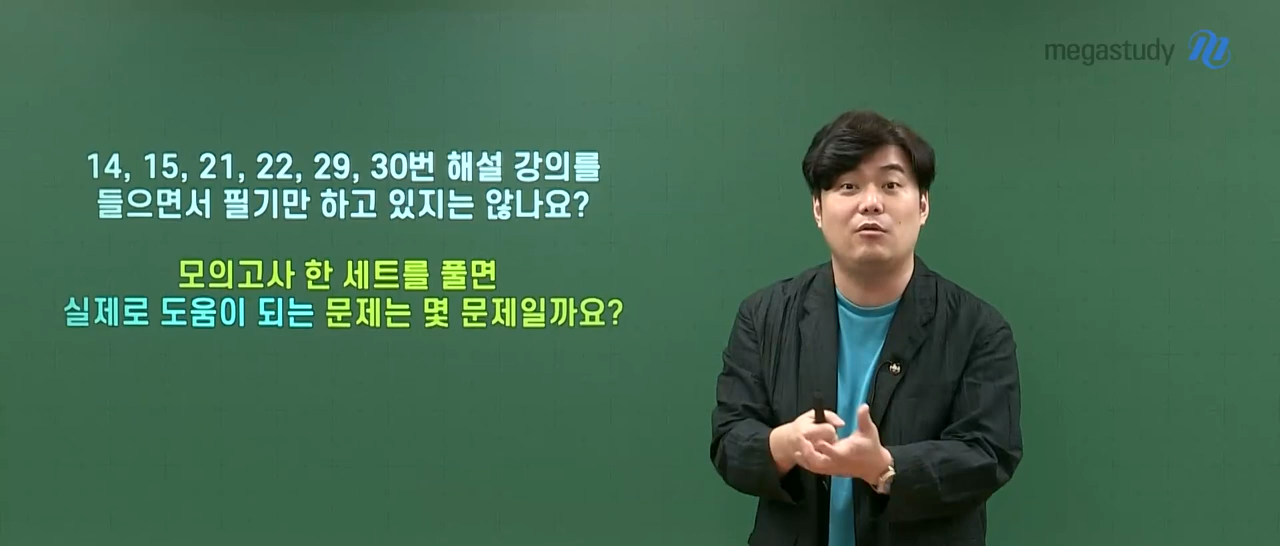 megastudy
14, 15, 21, 22, 29, 30번 해설 강의를
들으면서 필기만 하고 있지는 않나요?
모의고사 한 세트를 풀면
실제로 도움이 되는 문제는 몇 문제일까요?